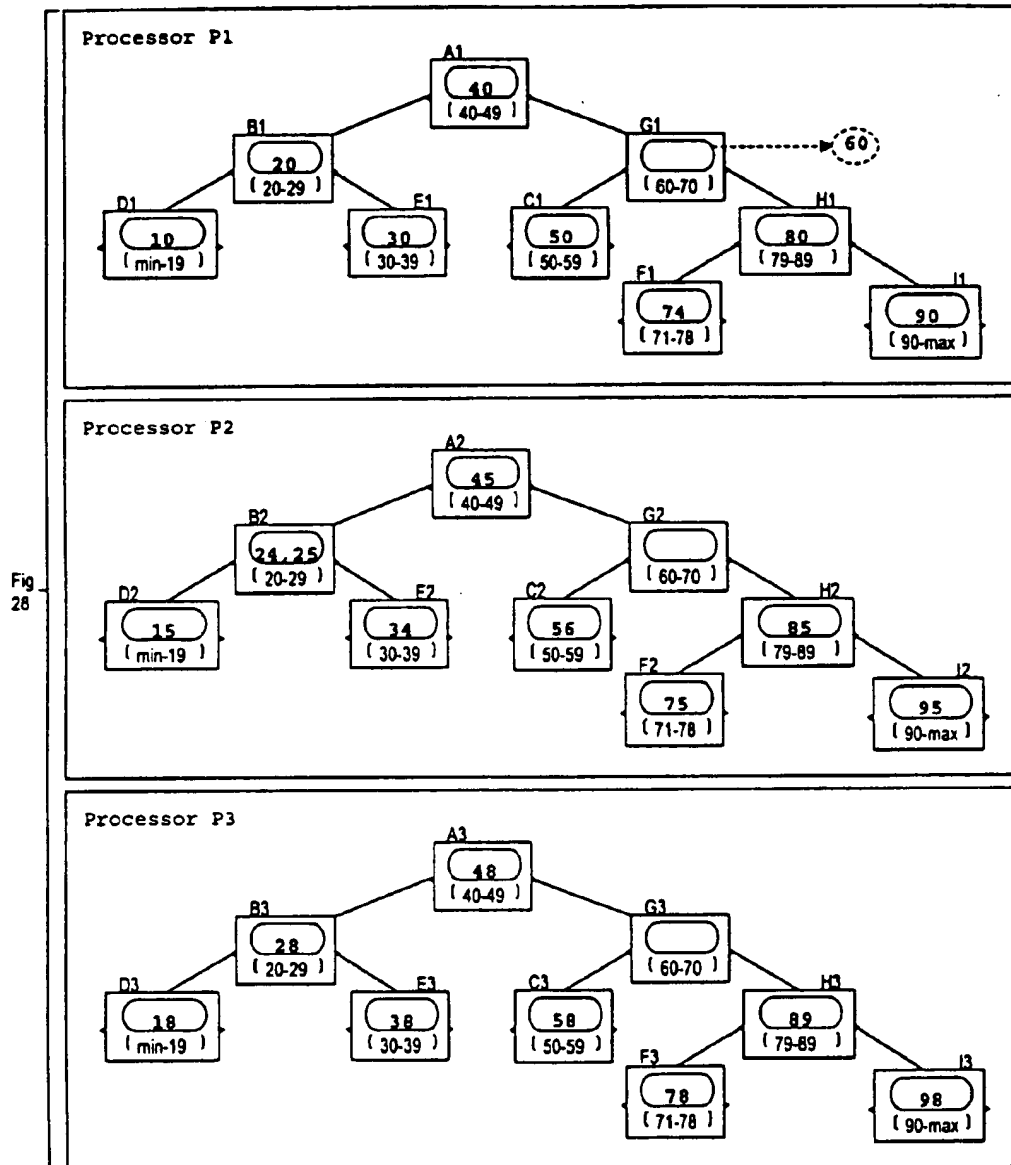 Processor P1
A1
40
( 40-49 )
B1
20
( 20-29 )
G1
60
( 60-70 )
D1
10
( min-19 )
E1
30
( 30-39 )
C1
50
( 50-59 )
H1
80
( 79-89 )
F1
74
( 71-78 )
I1
90
( 90-max )
Processor P2
A2
45
( 40-49 )
B2
24,25
( 20-29 )
G2
( 60-70 )
Fig
28
D2
15
( min-19 )
E2
34
( 30-39 )
C2
56
( 50-59 )
H2
85
( 79-89 )
F2
75
( 71-78 )
I2
95
( 90-max )
Processor P3
A3
48
( 40-49 )
B3
28
( 20-29 )
G3
( 60-70 )
D3
18
( min-19 )
E3
38
( 30-39 )
C3
58
( 50-59 )
H3
89
( 79-89 )
F3
78
( 71-78 )
I3
98
( 90-max )